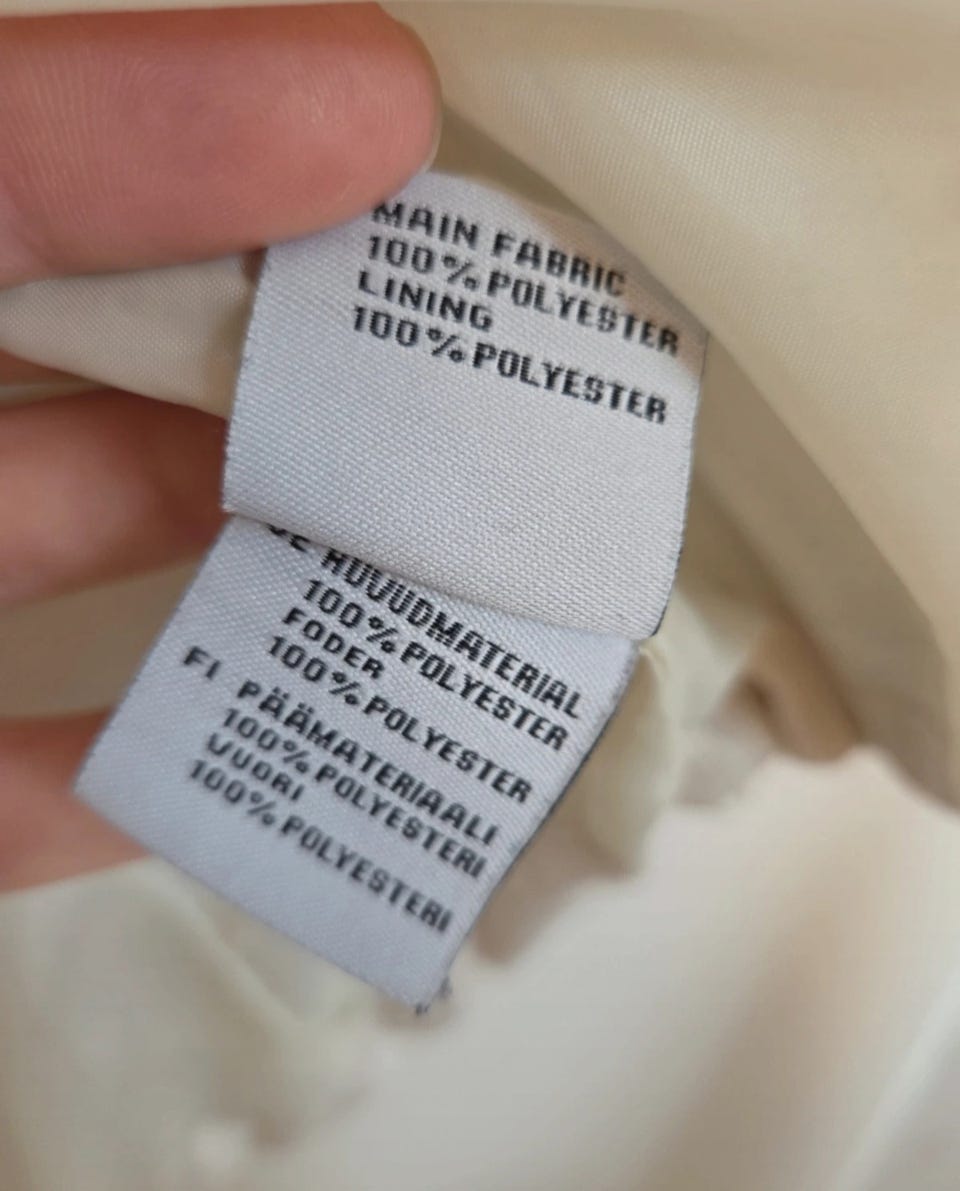 MAIN FABRIC
100% POLYESTER
LINING
100% POLYESTER
HUVUDMATERIAL
100% POLYESTER
FODER
100% POLYESTER
FI PÄÄMATERIAALI
100% POLYESTERI
VUORI
100% POLYESTERI